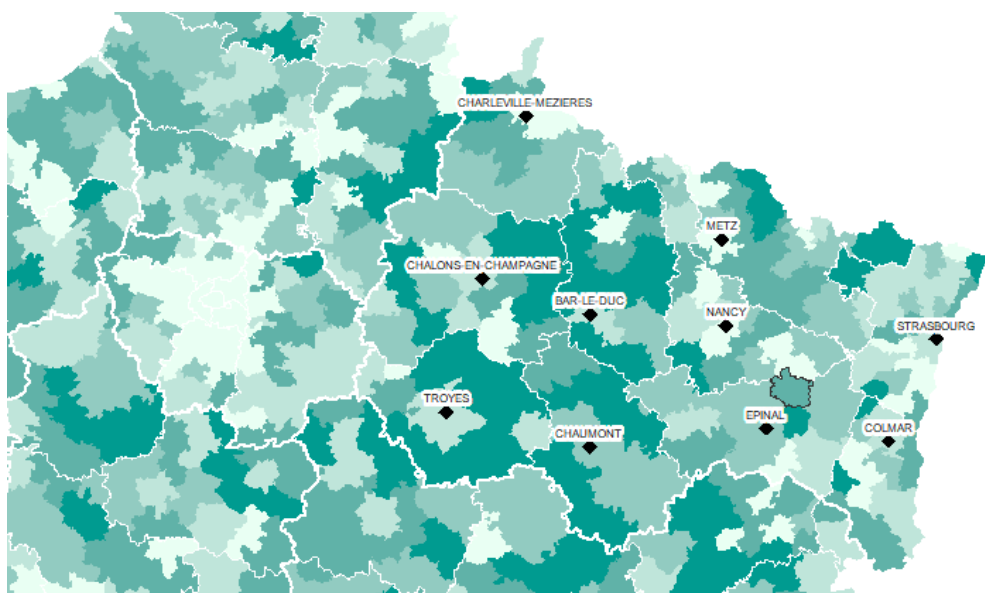 CHARLEVILLE-MEZIERES
METZ
CHALONS-EN-CHAMPAGNE
BAR-LE-DUC
NANCY
STRASBOURG
TROYES
EPINAL
COLMAR
CHAUMONT